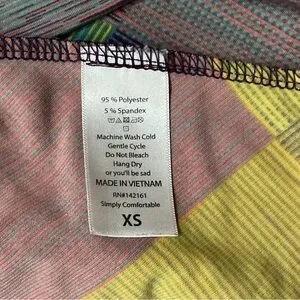 95 % Polyester
5 % Spandex
Machine Wash Cold
Gentle Cycle
Do Not Bleach
Hang Dry
or you'll be sad
MADE IN VIETNAM
RN#142161
Simply Comfortable
XS